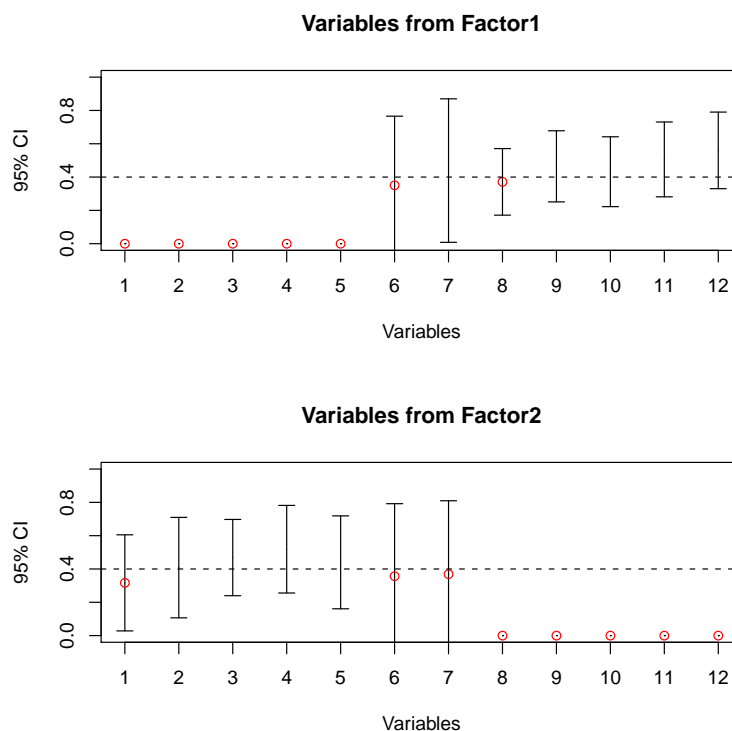 Variables from Factor1
95% CI
0.8
0.4
0.0
1 2 3 4 5 6 7 8 9 10 11 12
Variables
Variables from Factor2
95% CI
0.8
0.4
0.0
1 2 3 4 5 6 7 8 9 10 11 12
Variables